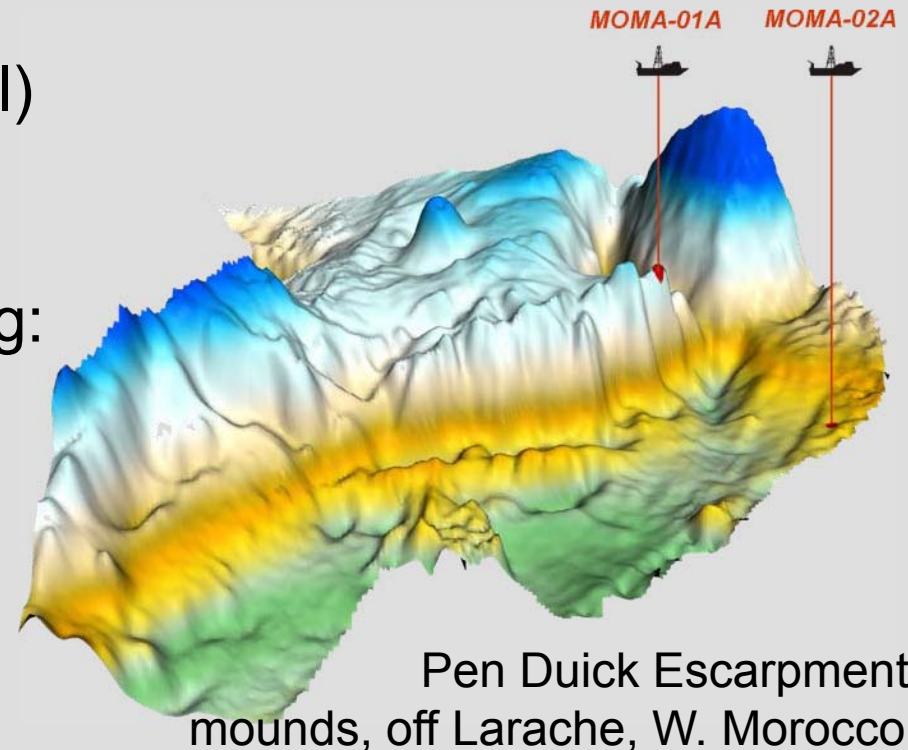 MOMA-01A MOMA-02A
l)
g:
Pen Duick Escarpment
mounds, off Larache, W. Morocco